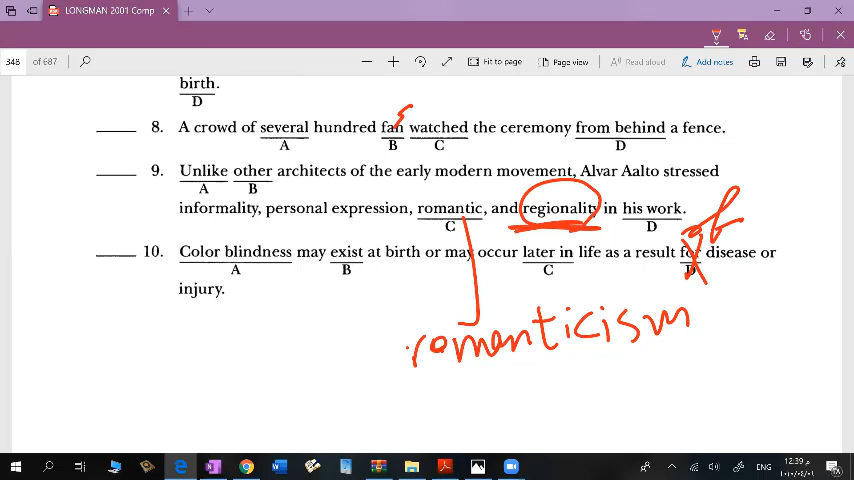 LONGMAN 2001 Comp
348 of 687
Fit to page
Page view
Read aloud
Add notes
birth.
D
8. A crowd of several hundred fan s watched the ceremony from behind a fence.
A B C D
9. Unlike other architects of the early modern movement, Alvar Aalto stressed
A B
informality, personal expression, romantic, and regionality in his work.
C D
of
10. Color blindness may exist at birth or may occur later in life as a result for disease or
A B C D
injury.
romanticism
ENG
12:39 م